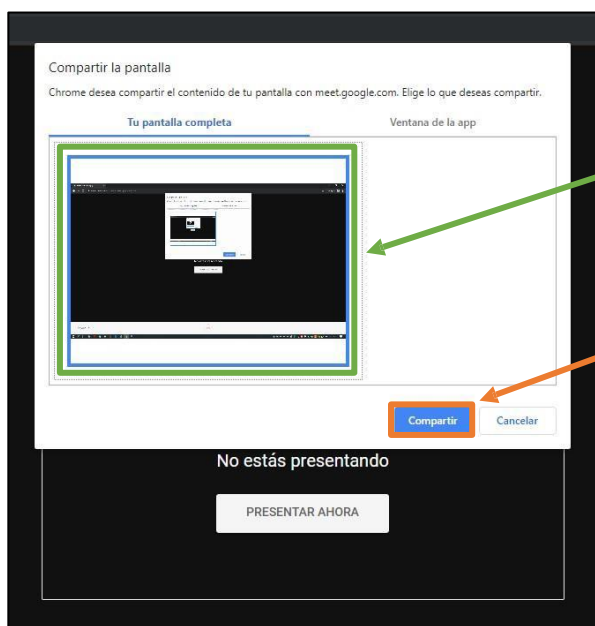 Compartir la pantalla
Chrome desea compartir el contenido de tu pantalla con meet.google.com. Elige lo que deseas compartir.
Tu pantalla completa
Ventana de la app
Compartir
Cancelar
No estás presentando
PRESENTAR AHORA